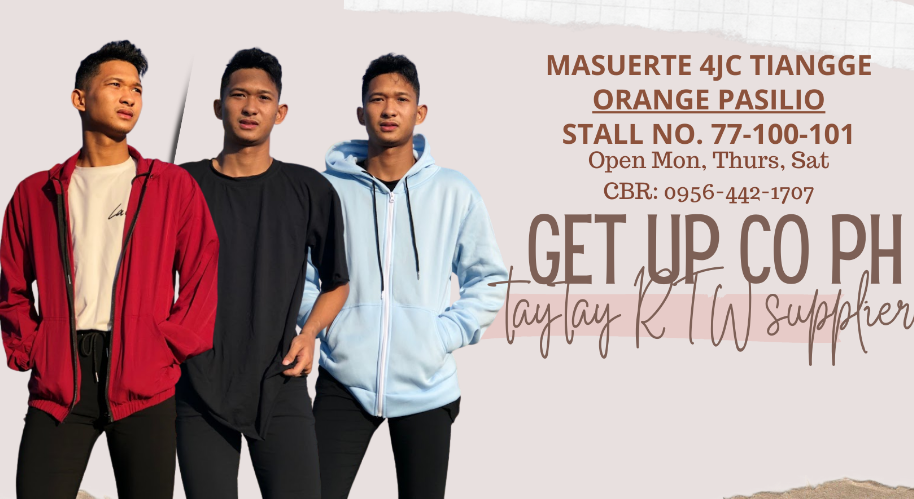 MASUERTE 4JC TIANGGE
ORANGE PASILIO
STALL NO. 77-100-101
Open Mon, Thurs, Sat
CBR: 0956-442-1707
GET UP CO PH
taytay RTW supplier